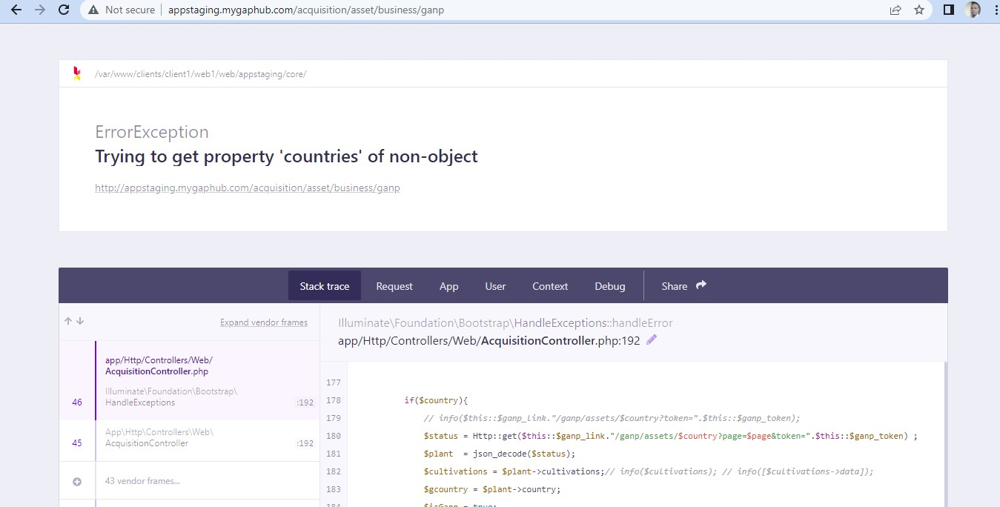 Not secure appstaging.mygaphub.com/acquisition/asset/business/ganp
/var/www/clients/client1/web1/web/appstaging/core/
ErrorException
Trying to get property 'countries' of non-object
http://appstaging.mygaphub.com/acquisition/asset/business/ganp
Stack trace Request App User Context Debug Share
Expand vendor frames
app/Http/Controllers/Web/
AcquisitionController.php
Illuminate\Foundation\Bootstrap\
46 HandleExceptions :192
App\Http\Controllers\Web\
45 AcquisitionController :192
43 vendor frames...
Illuminate\Foundation\Bootstrap\HandleExceptions::handleError
app/Http/Controllers/Web/AcquisitionController.php:192
177
178 if($country){
179 // info($this::$ganp_link."/ganp/assets/$country?token=".$this::$ganp_token);
180 $status = Http::get($this::$ganp_link."/ganp/assets/$country?page=$page&token=".$this::$ganp_token) ;
181 $plant  = json_decode($status);
182 $cultivations = $plant->cultivations;// info($cultivations); // info([$cultivations->data]);
183 $gcountry = $plant->country;
184 $isGanp = true;